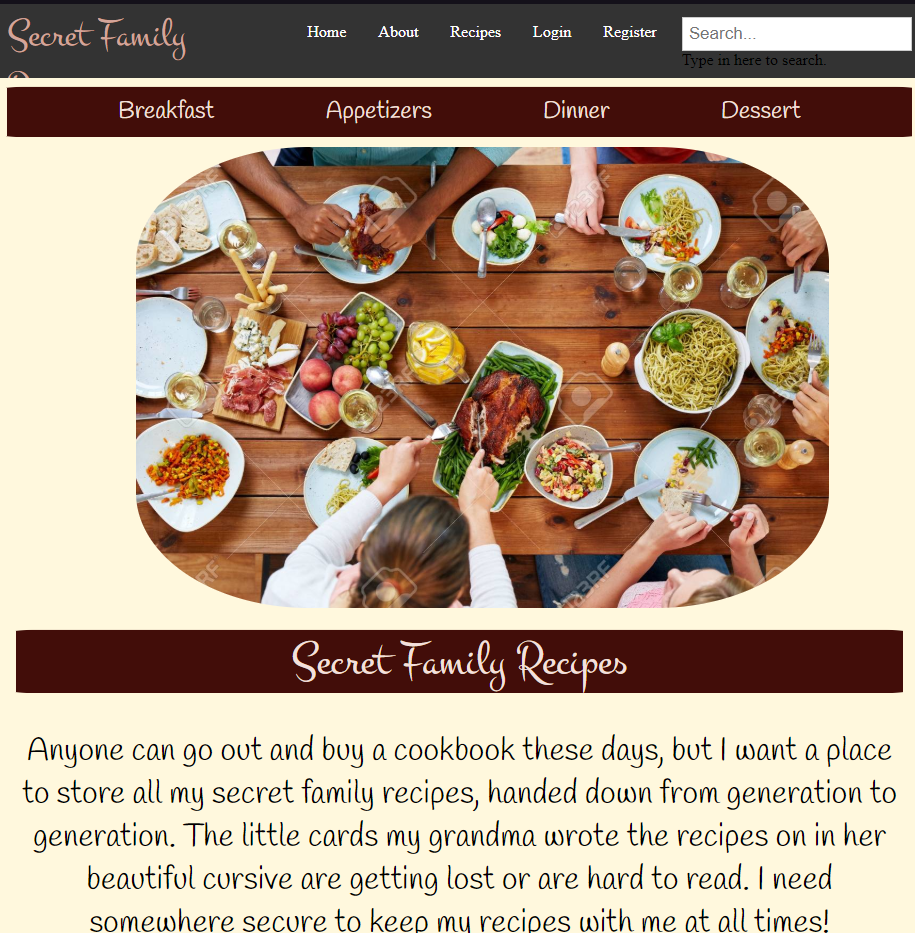 Secret Family
Home About Recipes Login Register Search...
Type in here to search.
Breakfast Appetizers Dinner Dessert
Secret Family Recipes
Anyone can go out and buy a cookbook these days, but I want a place
to store all my secret family recipes, handed down from generation to
generation. The little cards my grandma wrote the recipes on in her
beautiful cursive are getting lost or are hard to read. I need
somewhere secure to keep my recipes with me at all times!